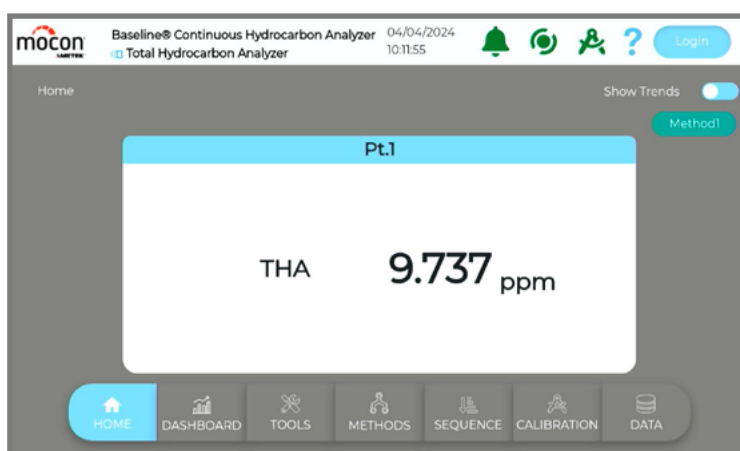 mocon
AMETEK
Baseline® Continuous Hydrocarbon Analyzer
Total Hydrocarbon Analyzer
04/04/2024
10:11:55
?
Login
Home
Show Trends
Method1
Pt.1
THA 9.737 ppm
HOME DASHBOARD TOOLS METHODS SEQUENCE CALIBRATION DATA